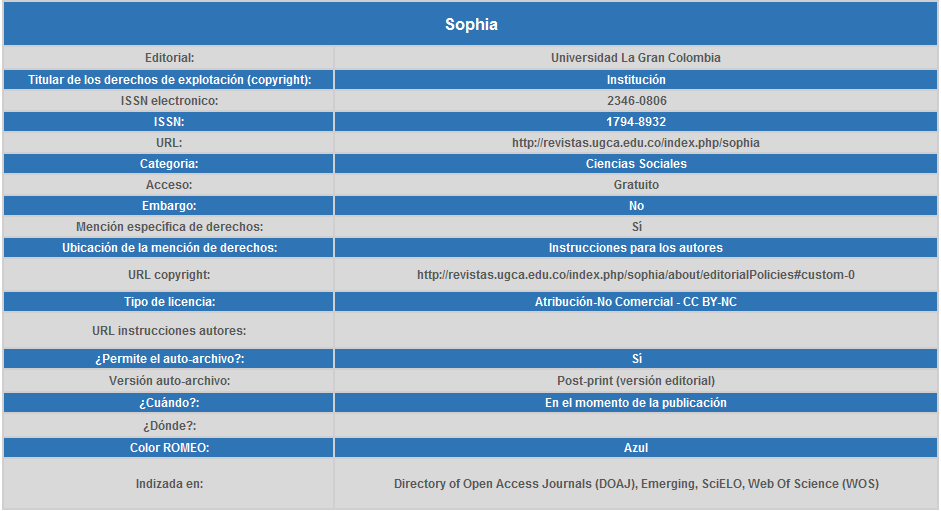 Sophia
Editorial: Universidad La Gran Colombia
Titular de los derechos de explotación (copyright): Institución
ISSN electronico: 2346-0806
ISSN: 1794-8932
URL: http://revistas.ugca.edu.co/index.php/sophia
Categoria: Ciencias Sociales
Acceso: Gratuito
Embargo: No
Mención específica de derechos: Sí
Ubicación de la mención de derechos: Instrucciones para los autores
URL copyright: http://revistas.ugca.edu.co/index.php/sophia/about/editorialPolicies#custom-0
Tipo de licencia: Atribución-No Comercial - CC BY-NC
URL instrucciones autores:
¿Permite el auto-archivo?: Sí
Versión auto-archivo: Post-print (versión editorial)
¿Cuándo?: En el momento de la publicación
¿Dónde?:
Color ROMEO: Azul
Indizada en: Directory of Open Access Journals (DOAJ), Emerging, SciELO, Web Of Science (WOS)